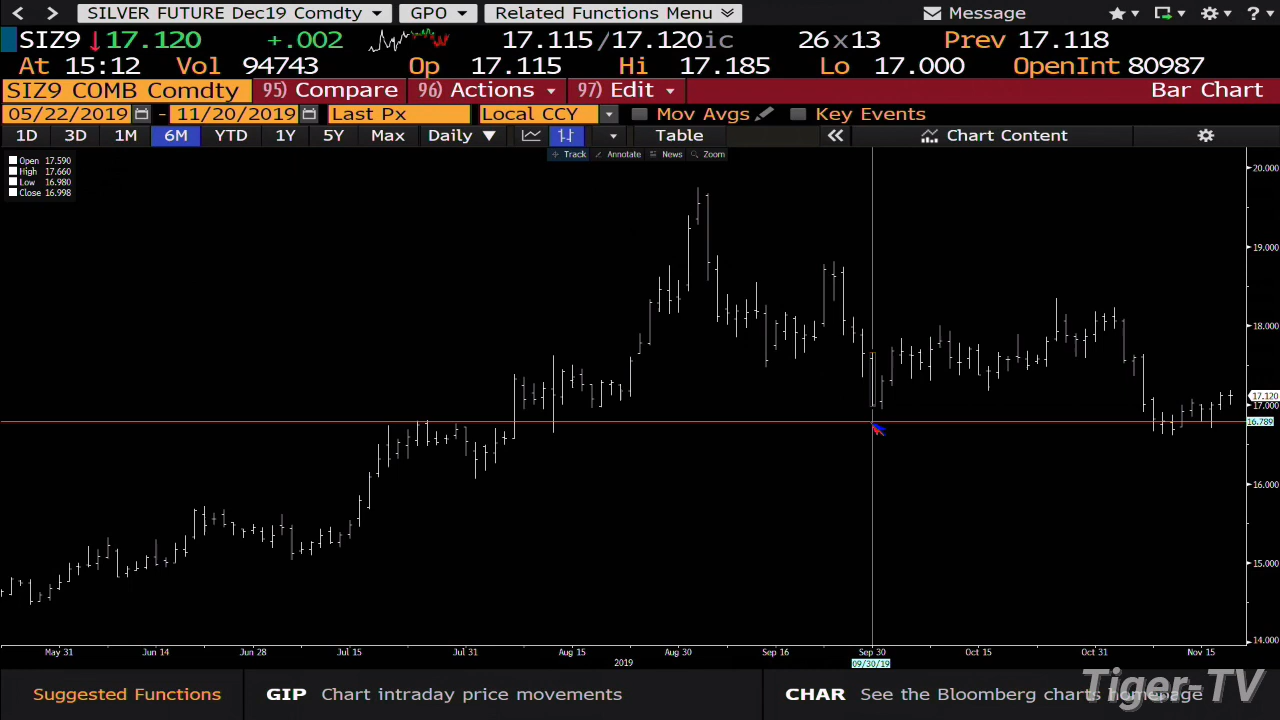 SILVER FUTURE Dec19 Comdty GPO Related Functions Menu Message
SIZ9 ↓17.120 +.002 17.115/17.120ic 26x13 Prev 17.118
At 15:12 Vol 94743 Op 17.115 Hi 17.185 Lo 17.000 OpenInt 80987
SIZ9 COMB Comdty 95) Compare 96) Actions 97) Edit Bar Chart
05/22/2019 - 11/20/2019 Last Px Local CCY Mov Avgs Key Events
1D 3D 1M 6M YTD 1Y 5Y Max Daily ▼ Table « Chart Content
Track Annotate News Zoom
Open 17.590
High 17.660
Low 16.980
Close 16.998
20.000
19.000
18.000
17.120
17.000
16.789
16.000
15.000
14.000
May 31 Jun 14 Jun 28 Jul 15 Jul 31 Aug 15 Aug 30 Sep 16 Sep 30 Oct 15 Oct 31 Nov 15
2019 09/30/19
Suggested Functions GIP Chart intraday price movements CHAR See the Bloomberg charts homepage
Tiger-TV